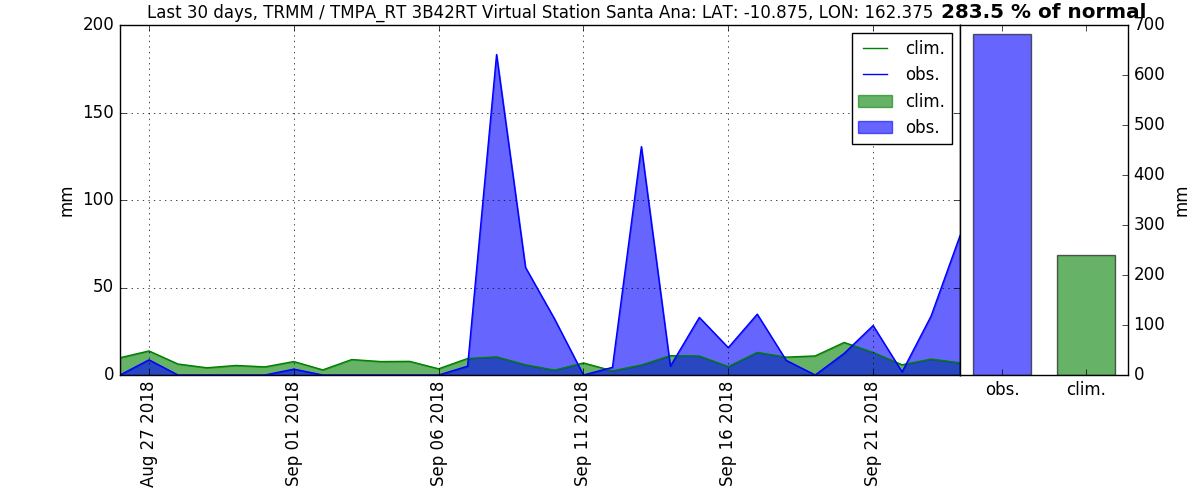 Last 30 days, TRMM / TMPA_RT 3B42RT Virtual Station Santa Ana: LAT: -10.875, LON: 162.375 283.5 % of normal
200
150
100
50
0
mm
clim.
obs.
clim.
obs.
700
600
500
400
300
200
100
0
mm
obs.
clim.
Aug 27 2018
Sep 01 2018
Sep 06 2018
Sep 11 2018
Sep 16 2018
Sep 21 2018